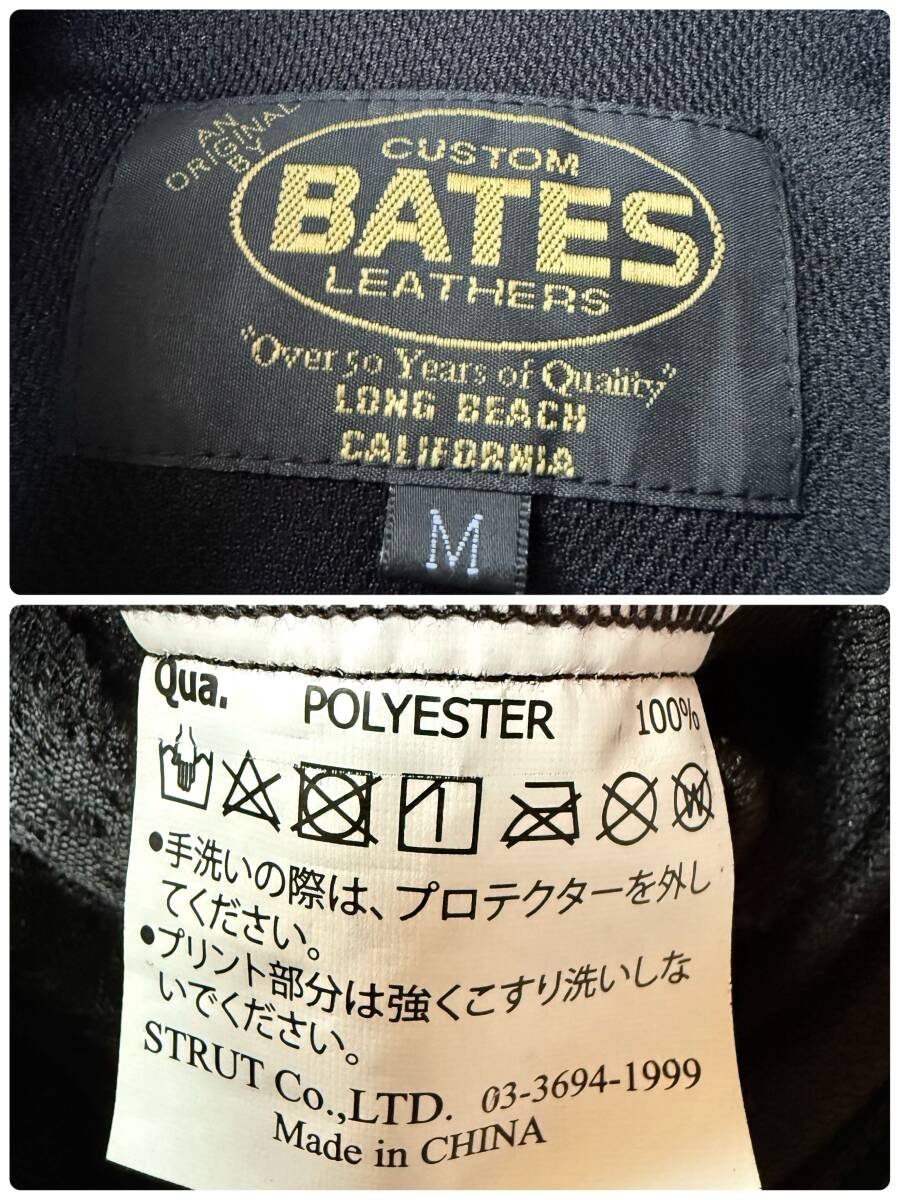 AN
ORIGINAL
BY
CUSTOM
BATES
LEATHERS
"Over 50 Years of Quality"
LONG BEACH
CALIFORNIA
M
Qua. POLYESTER 100%
W
•手洗いの際は、プロテクターを外し
てください。
•プリント部分は強くこすり洗いしな
いでください。
STRUT Co.,LTD. 03-3694-1999
Made in CHINA